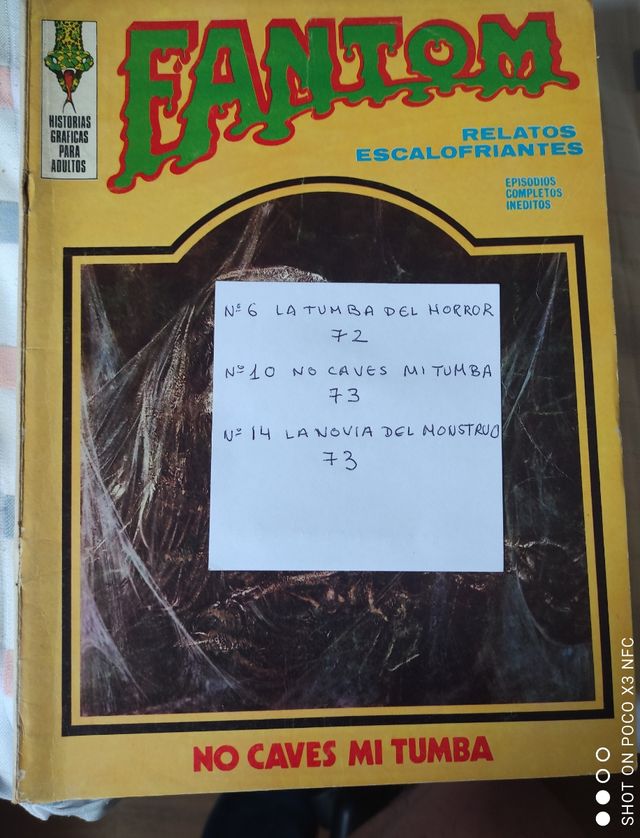 FANTOM
HISTORIAS
GRAFICAS
PARA
ADULTOS
RELATOS
ESCALOFRIANTES
EPISODIOS
COMPLETOS
INEDITOS
Nº 6 LA TUMBA DEL HORROR
72
Nº 10 NO CAVES MI TUMBA
73
Nº 14 LA NOVIA DEL MONSTRUO
73
NO CAVES MI TUMBA
SHOT ON POCO X3 NFC